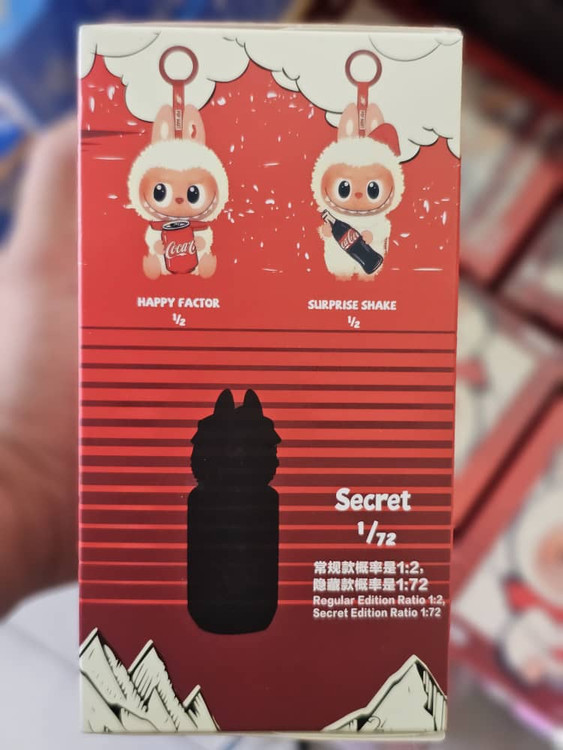 Coca-Cola
Coca-Cola
HAPPY FACTOR
1/2
SURPRISE SHAKE
1/2
Secret
1/72
常规款概率是1:2,
隐藏款概率是1:72
Regular Edition Ratio 1:2,
Secret Edition Ratio 1:72